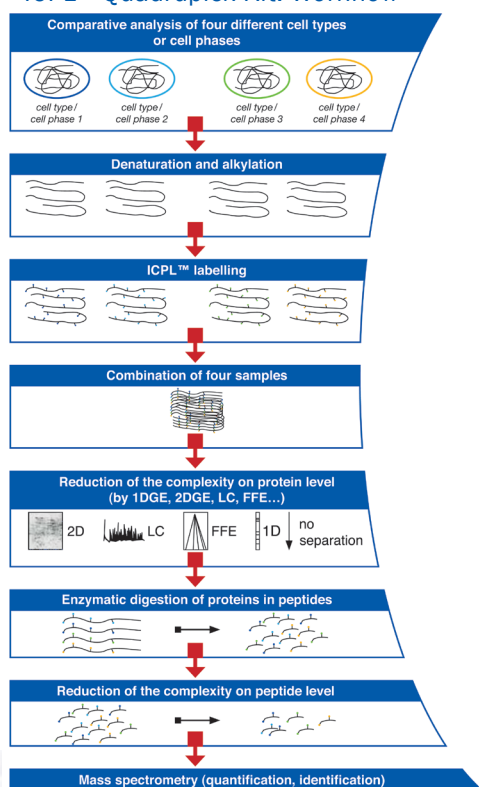 Comparative analysis of four different cell types
or cell phases
cell type/
cell phase 1
cell type/
cell phase 2
cell type/
cell phase 3
cell type/
cell phase 4
Denaturation and alkylation
ICPL™ labelling
Combination of four samples
Reduction of the complexity on protein level
(by 1DGE, 2DGE, LC, FFE...)
2D
LC
FFE
1D
no
separation
Enzymatic digestion of proteins in peptides
Reduction of the complexity on peptide level
Mass spectrometry (quantification, identification)